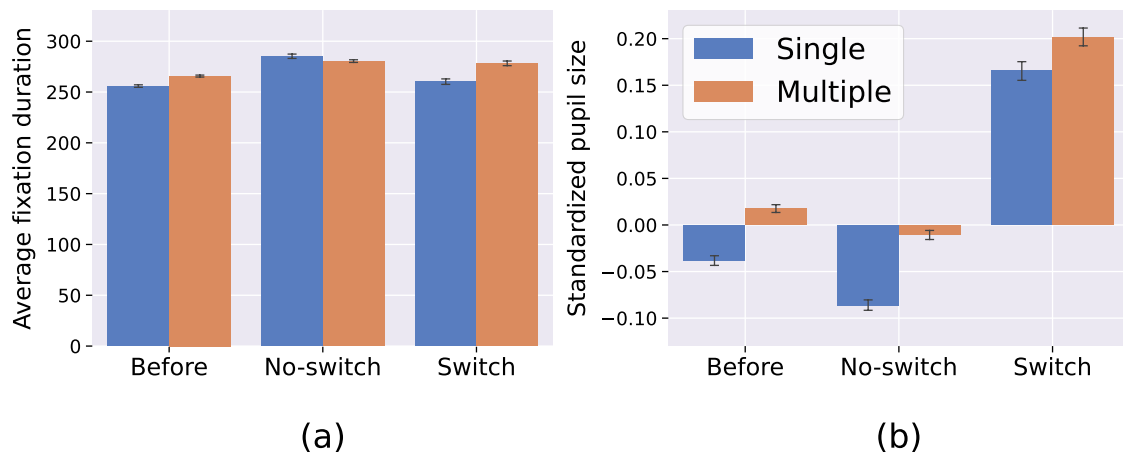 Average fixation duration
300
250
200
150
100
50
0
Before No-switch Switch
(a)
Standardized pupil size
0.20
0.15
0.10
0.05
0.00
−0.05
−0.10
Single
Multiple
Before No-switch Switch
(b)